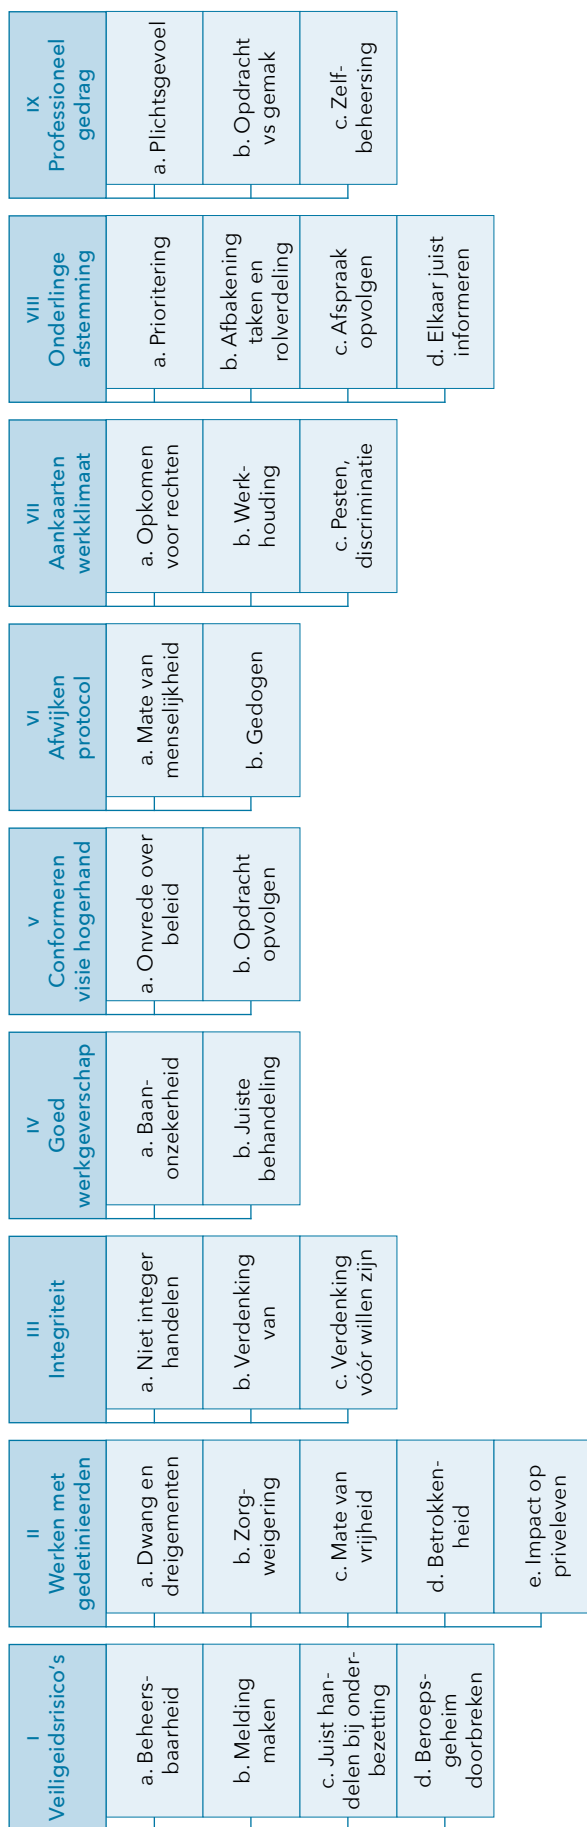 I
Veiligeidsrisico's
a. Beheers-
baarheid
b. Melding
maken
c. Juist han-
delen bij onder-
bezetting
d. Beroeps-
geheim
doorbreken
II
Werken met
gedetinieerden
a. Dwang en
dreigementen
b. Zorg-
weigering
c. Mate van
vrijheid
d. Betrokken-
heid
e. Impact op
priveleven
III
Integriteit
a. Niet integer
handelen
b. Verdenking
van
c. Verdenking
vóór willen zijn
IV
Goed
werkgeverschap
a. Baan-
onzekerheid
b. Juiste
behandeling
V
Conformeren
visie hogerhand
a. Onvrede over
beleid
b. Opdracht
opvolgen
VI
Afwijken
protocol
a. Mate van
menselijkheid
b. Gedogen
VII
Aankaarten
werkklimaat
a. Opkomen
voor rechten
b. Werk-
houding
c. Pesten,
discriminatie
VIII
Onderlinge
afstemming
a. Prioritering
b. Afbakening
taken en
rolverdeling
c. Afspraak
opvolgen
d. Elkaar juist
informeren
IX
Professioneel
gedrag
a. Plichtsgevoel
b. Opdracht
vs gemak
c. Zelf-
beheersing